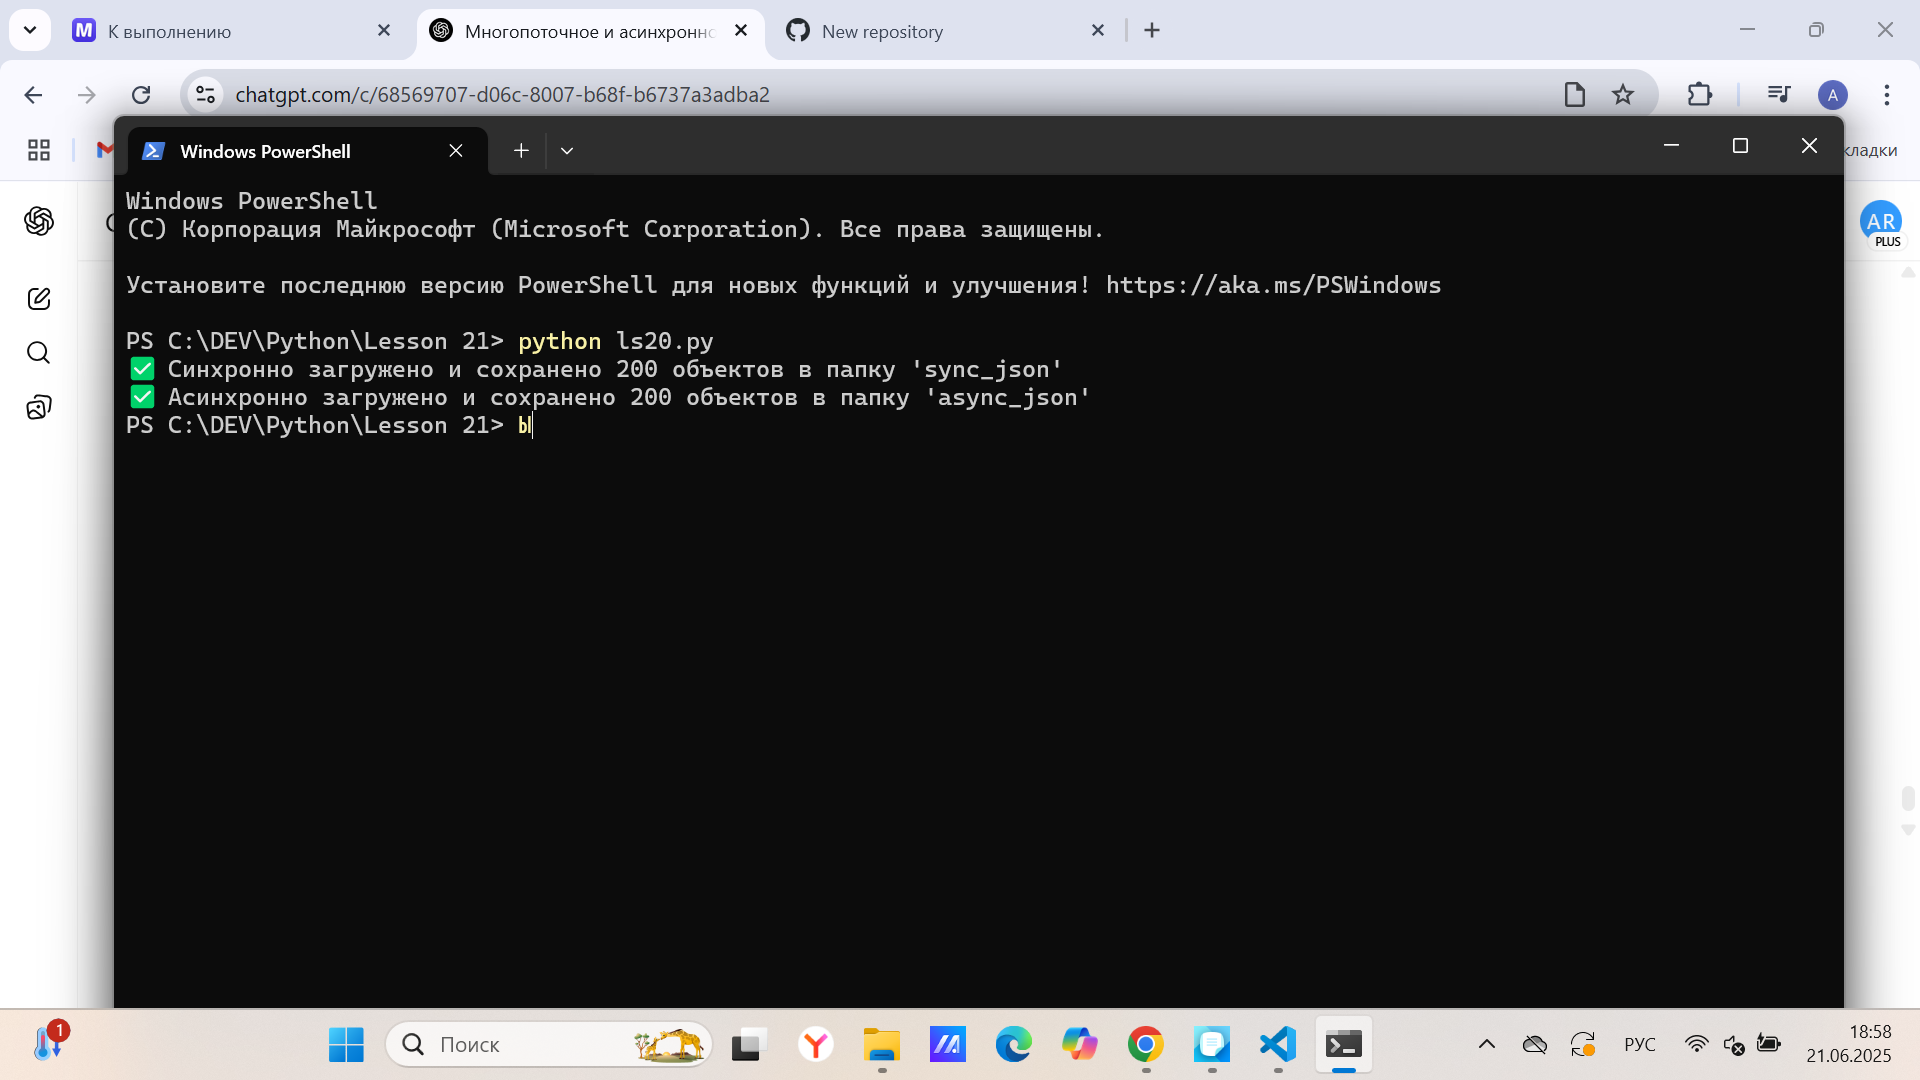 К выполнению
Многопоточное и асинхронно
New repository
chatgpt.com/c/68569707-d06c-8007-b68f-b6737a3adba2
A
Windows PowerShell
кладки
AR
PLUS
Windows PowerShell
(C) Корпорация Майкрософт (Microsoft Corporation). Все права защищены.
Установите последнюю версию PowerShell для новых функций и улучшения! https://aka.ms/PSWindows
PS C:\DEV\Python\Lesson 21> python ls20.py
✅ Синхронно загружено и сохранено 200 объектов в папку 'sync_json'
✅ Асинхронно загружено и сохранено 200 объектов в папку 'async_json'
PS C:\DEV\Python\Lesson 21> ы
1
Поиск
РУС
18:58
21.06.2025